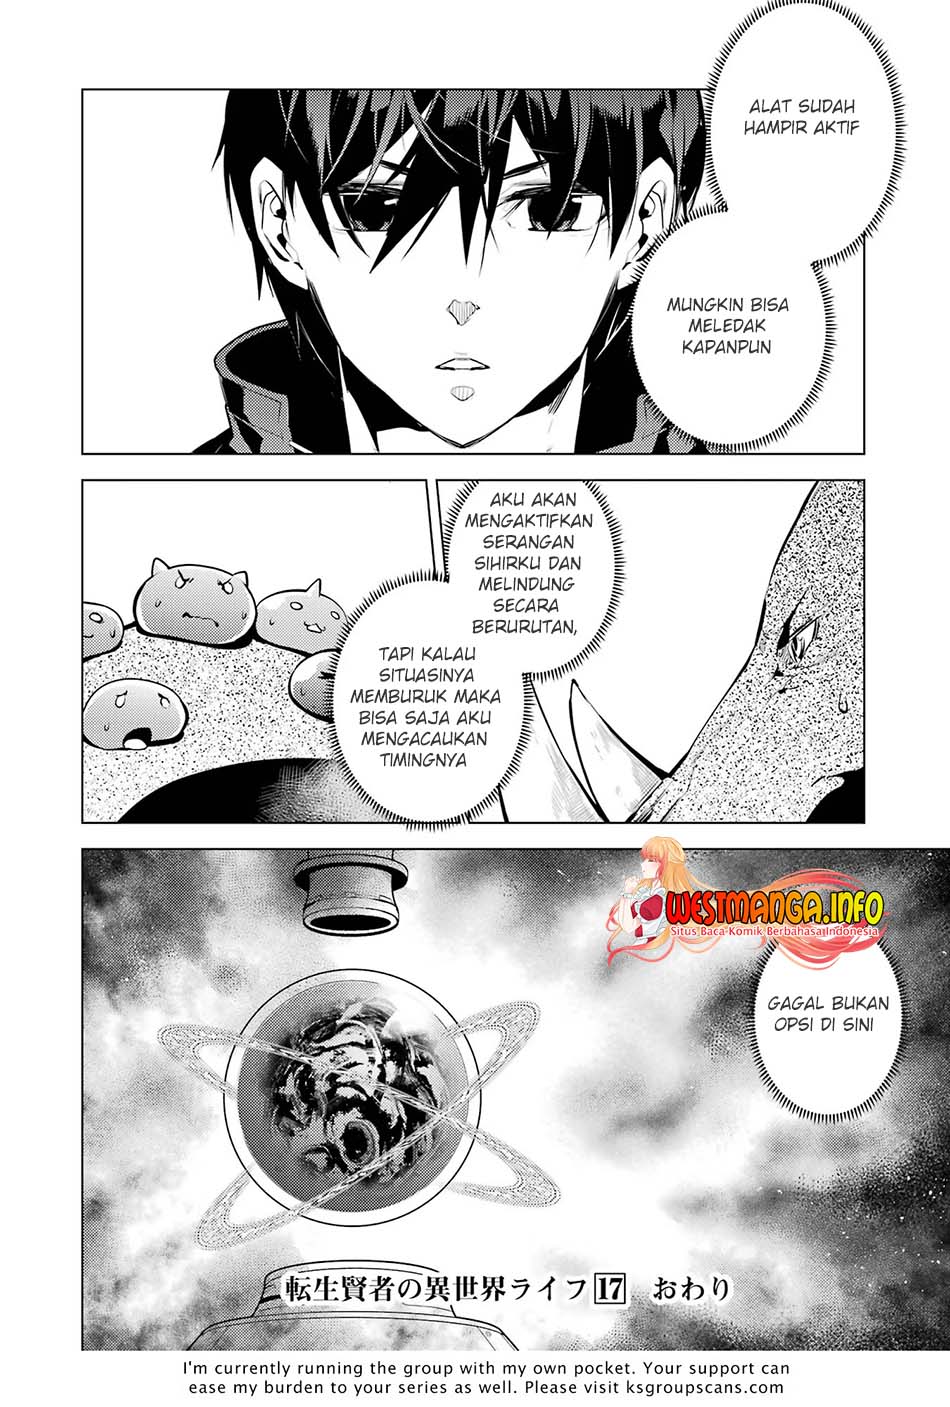 ALAT SUDAH
HAMPIR AKTIF
MUNGKIN BISA
MELEDAK
KAPANPUN
AKU AKAN
MENGAKTIFKAN
SERANGAN
SIHIRKU DAN
MELINDUNG
SECARA
BERURUTAN,
TAPI KALAU
SITUASINYA
MEMBURUK MAKA
BISA SAJA AKU
MENGACAUKAN
TIMINGNYA
WESTMANGA.INFO
Situs Baca Komik Berbahasa Indonesia
GAGAL BUKAN
OPSI DI SINI
転生賢者の異世界ライフ 17 おわり
I'm currently running the group with my own pocket. Your support can
ease my burden to your series as well. Please visit ksgroupscans.com